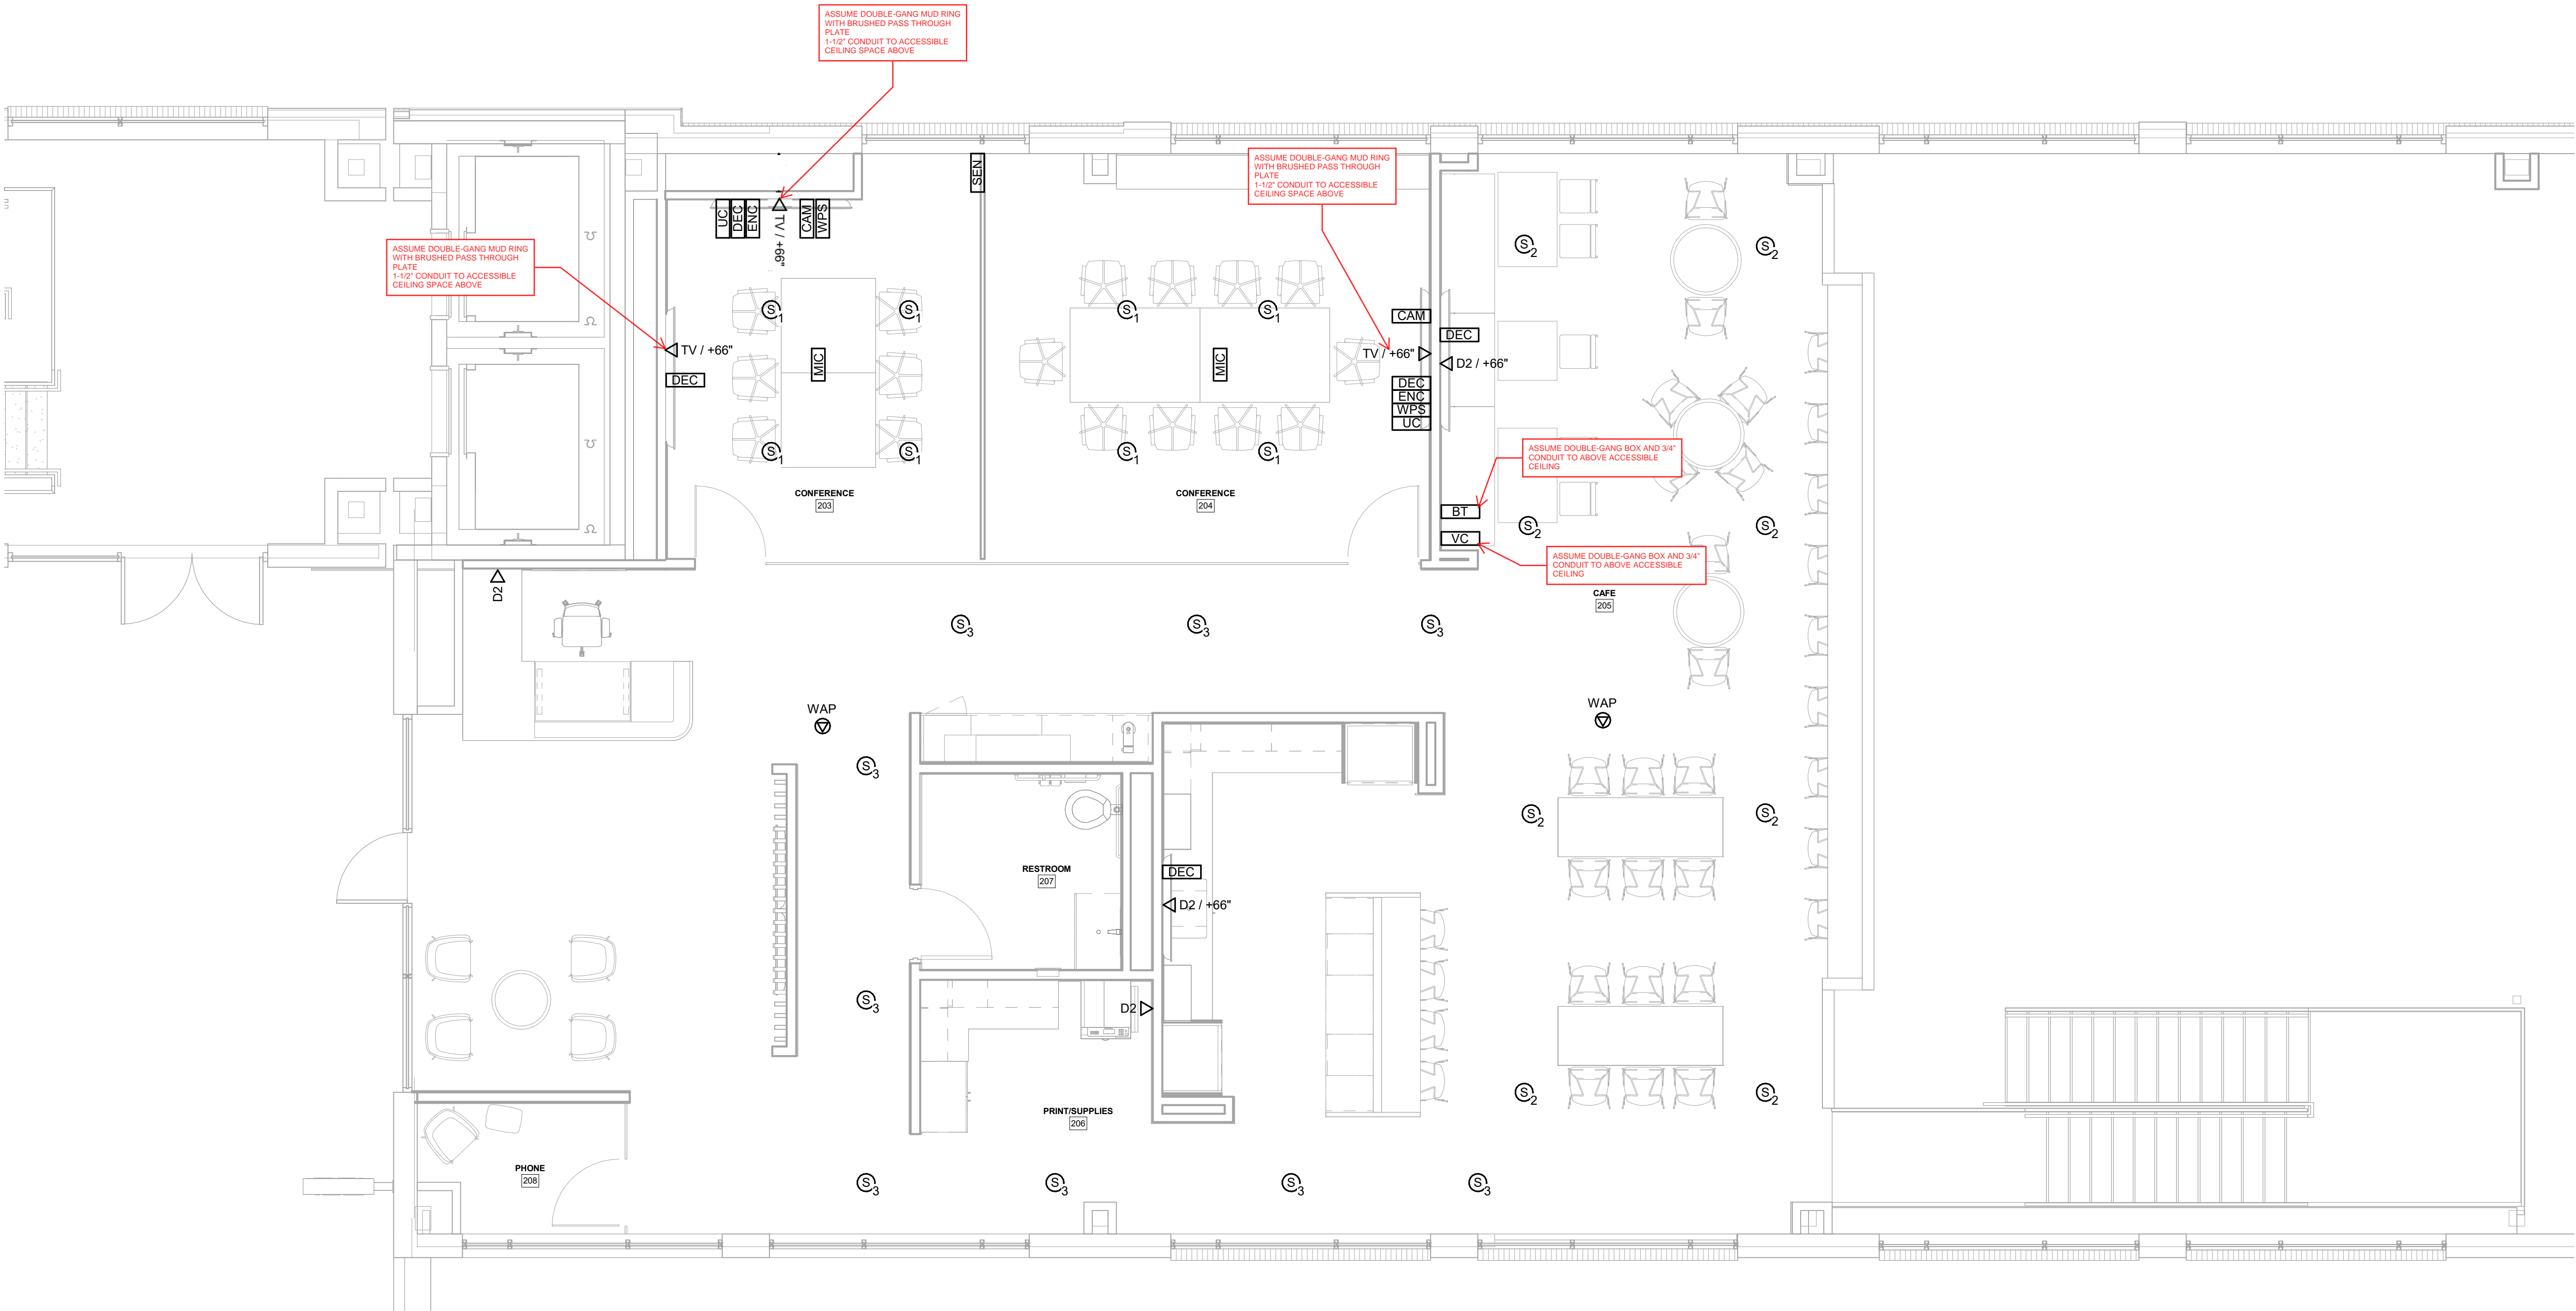 ASSUME DOUBLE-GANG MUD RING
WITH BRUSHED PASS THROUGH
PLATE
1-1/2" CONDUIT TO ACCESSIBLE
CEILING SPACE ABOVE
SEN
ASSUME DOUBLE-GANG MUD RING
WITH BRUSHED PASS THROUGH
PLATE
1-1/2" CONDUIT TO ACCESSIBLE
CEILING SPACE ABOVE
UC
DEC
ENC
TV / +66"
CAM
WPS
ASSUME DOUBLE-GANG MUD RING
WITH BRUSHED PASS THROUGH
PLATE
1-1/2" CONDUIT TO ACCESSIBLE
CEILING SPACE ABOVE
S2
S2
S1
S1
S1
S1
CAM
DEC
TV / +66"
MIC
MIC
TV / +66"
D2 / +66"
DEC
DEC
ENC
WPS
UC
S1
S1
S1
S1
ASSUME DOUBLE-GANG BOX AND 3/4"
CONDUIT TO ABOVE ACCESSIBLE
CEILING
CONFERENCE
203
CONFERENCE
204
BT
S2
S2
VC
ASSUME DOUBLE-GANG BOX AND 3/4"
CONDUIT TO ABOVE ACCESSIBLE
CEILING
D2
CAFE
205
S3
S3
S3
WAP
WAP
S3
S2
S2
RESTROOM
207
DEC
D2 / +66"
S3
D2
S2
S2
PRINT/SUPPLIES
206
PHONE
208
S3
S3
S3
S3